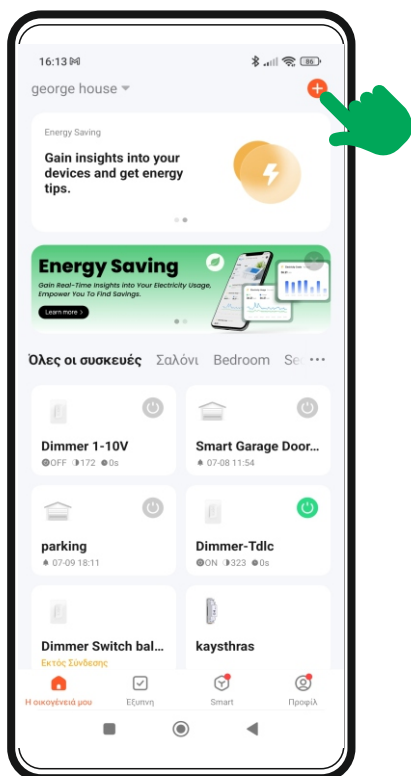 16:13
86
george house
Energy Saving
Gain insights into your
devices and get energy
tips.
Energy Saving
Gain Real-Time Insights into Your Electricity Usage,
Empower You To Find Savings.
Learn more >
Όλες οι συσκευές Σαλόνι Bedroom
Dimmer 1-10V
OFF 172 0s
Smart Garage Door...
07-08 11:54
parking
07-09 18:11
Dimmer-Tdlc
ON 323 0s
Dimmer Switch bal...
Εκτός Σύνδεσης
kaysthras
Η οικογένειά μου Εξυπνη Smart Προφίλ